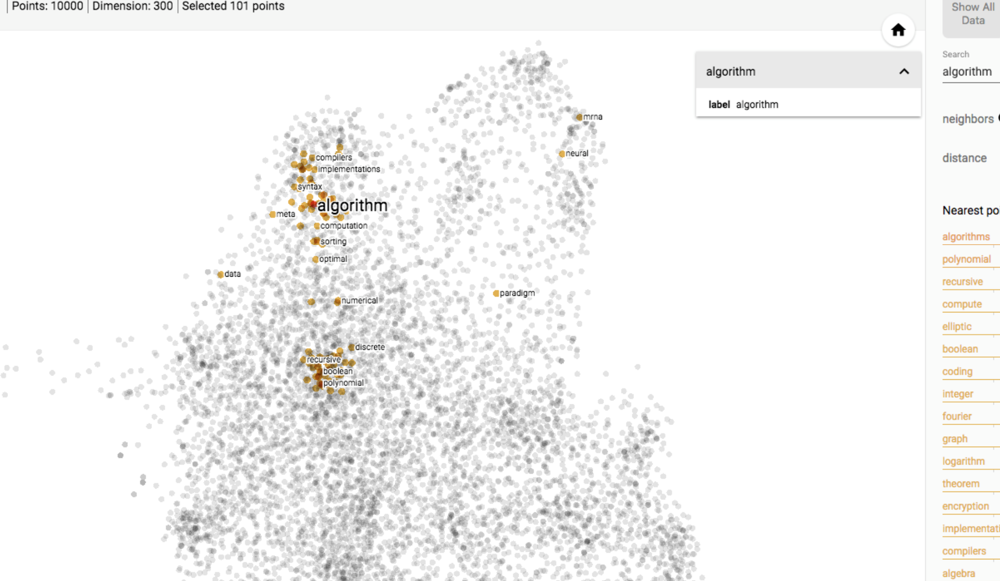 Points: 10000 | Dimension: 300 | Selected 101 points
Show All
Data
Search
algorithm
algorithm
label algorithm
neighbors
distance
Nearest
algorithms
polynomial
recursive
compute
elliptic
boolean
coding
integer
fourier
graph
logarithm
theorem
encryption
compilers
algebra
mrna
neural
compilers
implementations
syntax
algorithm
meta
computation
sorting
optimal
data
paradigm
numerical
discrete
recursive
boolean
polynomial